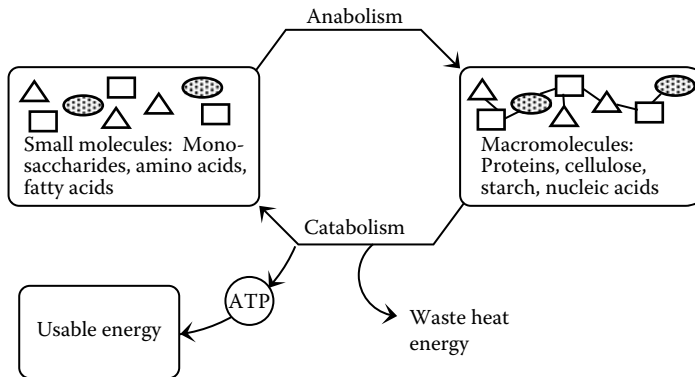 Anabolism
Small molecules: Mono-
saccharides, amino acids,
fatty acids
Macromolecules:
Proteins, cellulose,
starch, nucleic acids
Catabolism
ATP
Usable energy
Waste heat
energy